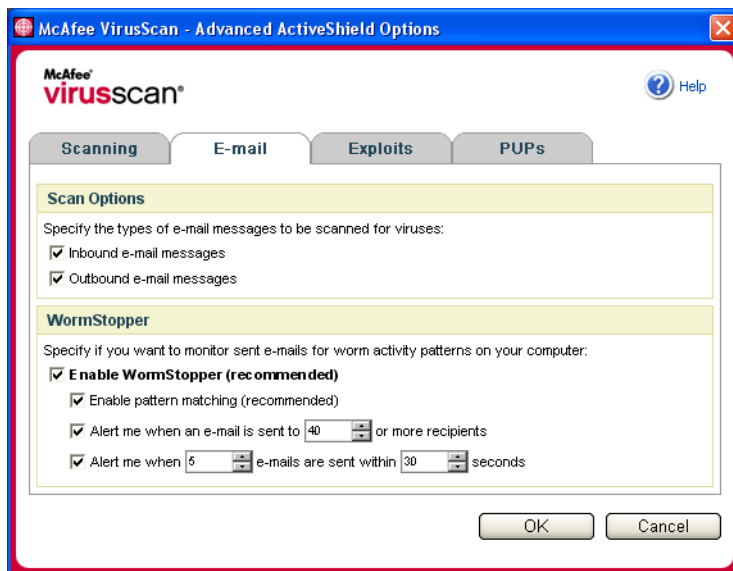 McAfee VirusScan - Advanced ActiveShield Options
McAfee®
virusscan®
Help
Scanning E-mail Exploits PUPs
Scan Options
Specify the types of e-mail messages to be scanned for viruses:
Inbound e-mail messages
Outbound e-mail messages
WormStopper
Specify if you want to monitor sent e-mails for worm activity patterns on your computer:
Enable WormStopper (recommended)
Enable pattern matching (recommended)
Alert me when an e-mail is sent to 40 or more recipients
Alert me when 5 e-mails are sent within 30 seconds
OK Cancel